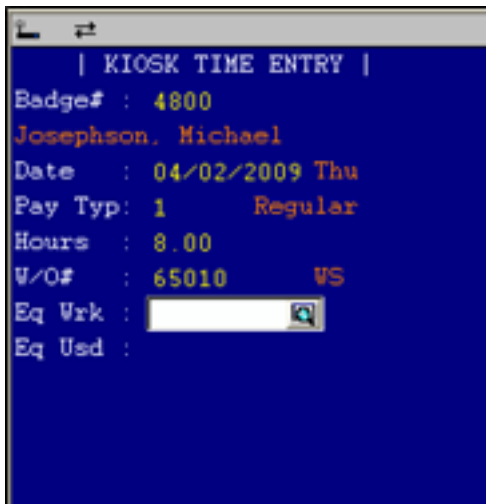 | KIOSK TIME ENTRY |
Badge# : 4800
Josephson, Michael
Date : 04/02/2009 Thu
Pay Typ: 1 Regular
Hours : 8.00
W/O# : 65010 WS
Eq Wrk :
Eq Usd :